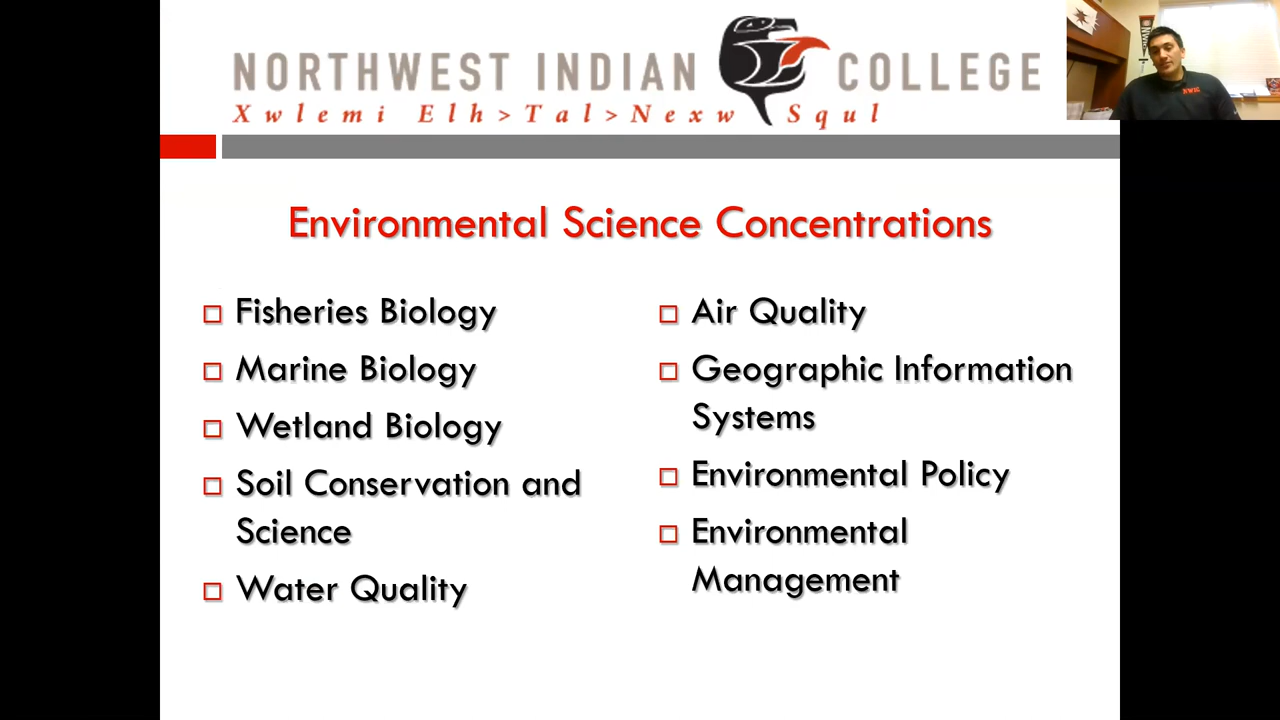 NORTHWEST INDIAN COLLEGE
Xwlemi Elh>Tal>Nexw Squl
Environmental Science Concentrations
Fisheries Biology
Marine Biology
Wetland Biology
Soil Conservation and
Science
Water Quality
Air Quality
Geographic Information
Systems
Environmental Policy
Environmental
Management
NWIC